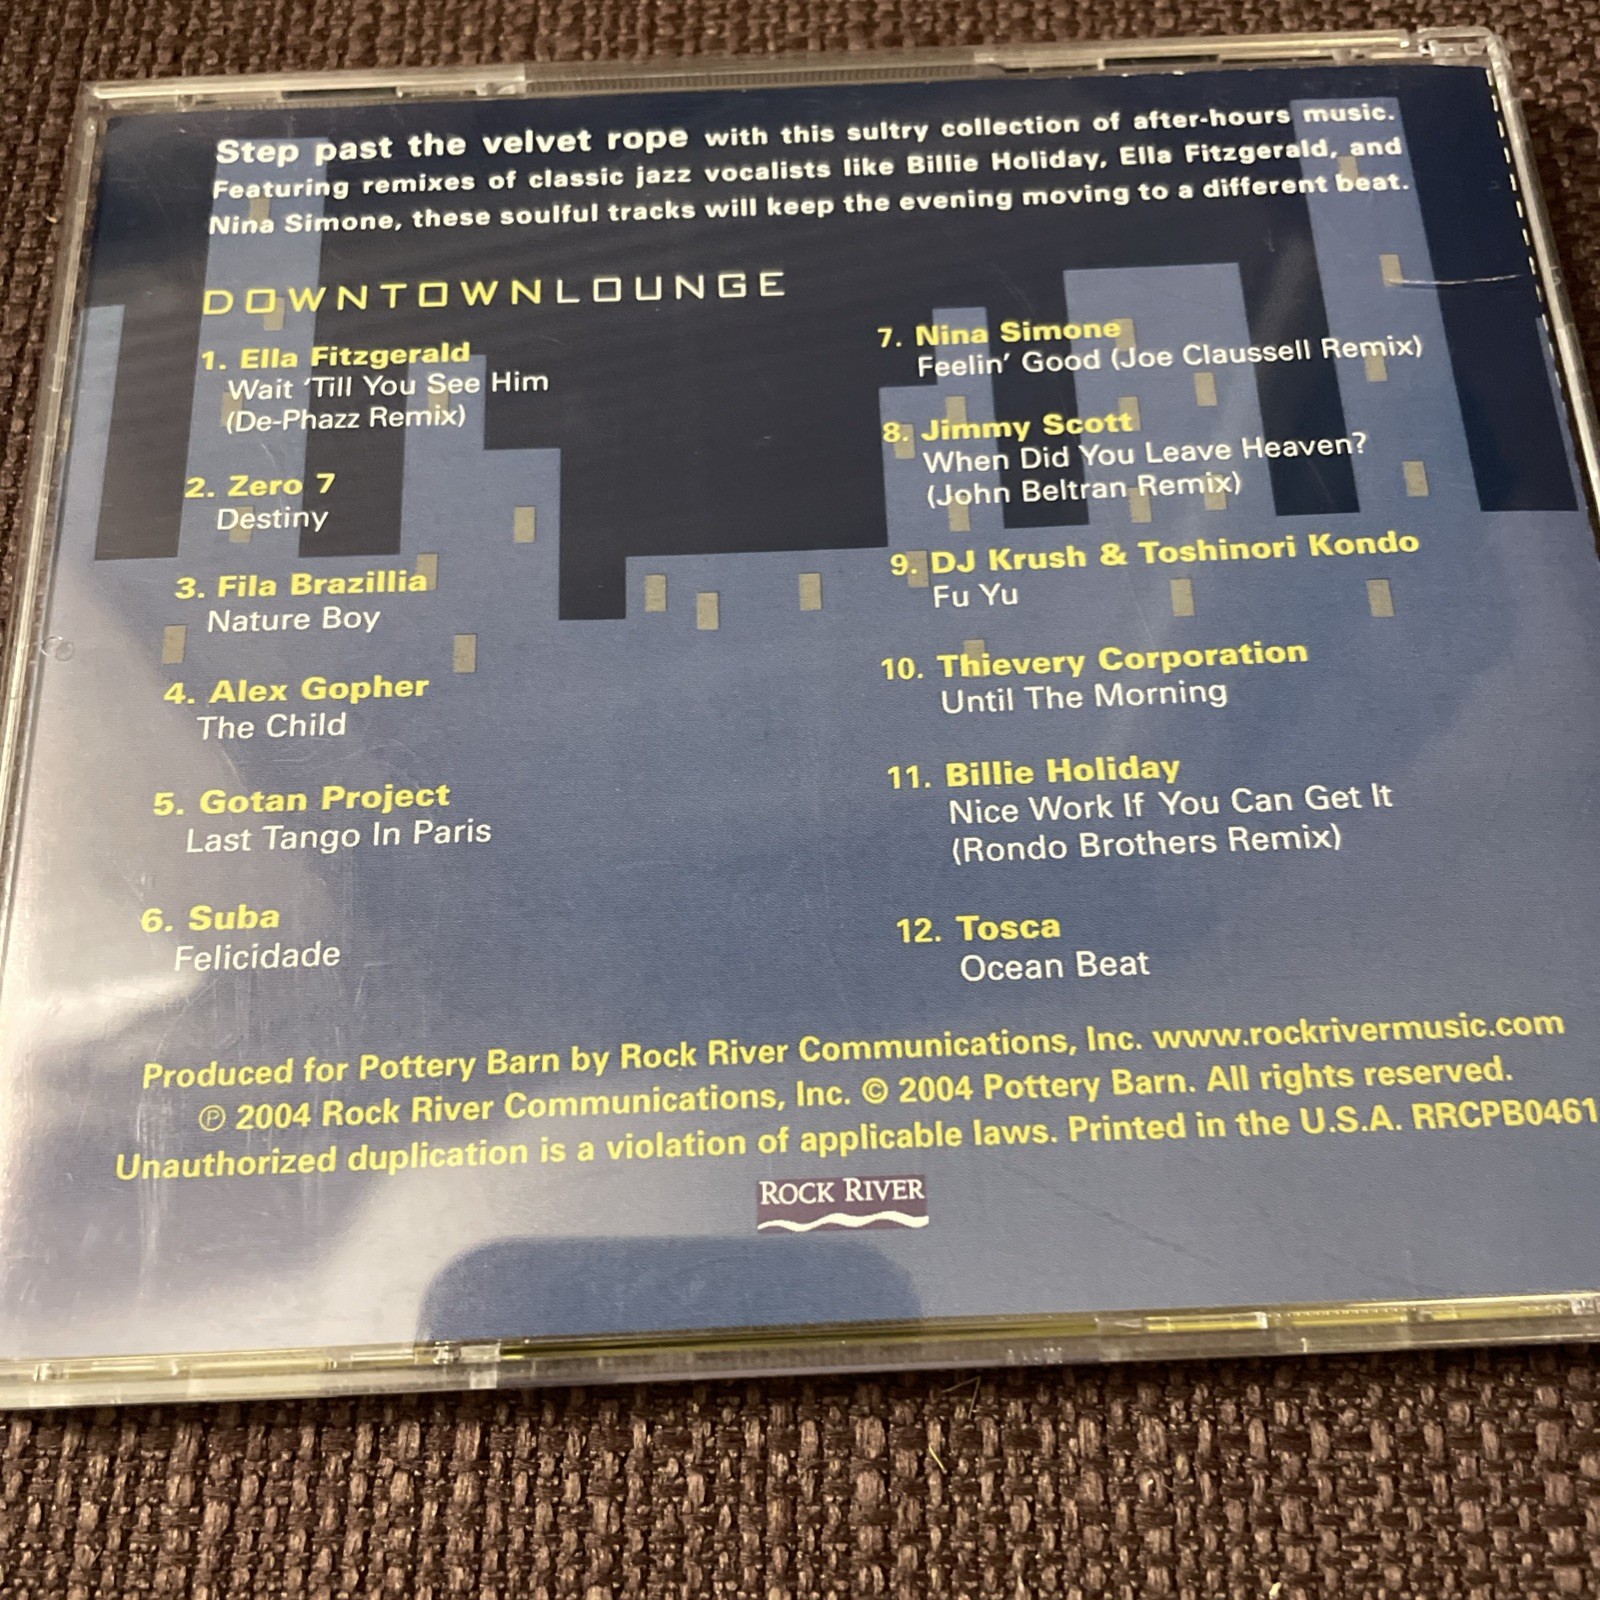 Step past the velvet rope with this sultry collection of after-hours music.
Featuring remixes of classic jazz vocalists like Billie Holiday, Ella Fitzgerald, and
Nina Simone, these soulful tracks will keep the evening moving to a different beat.
DOWNTOWNLOUNGE
1. Ella Fitzgerald
Wait 'Till You See Him
(De-Phazz Remix)
2. Zero 7
Destiny
3. Fila Brazillia
Nature Boy
4. Alex Gopher
The Child
5. Gotan Project
Last Tango In Paris
6. Suba
Felicidade
7. Nina Simone
Feelin' Good (Joe Claussell Remix)
8. Jimmy Scott
When Did You Leave Heaven?
(John Beltran Remix)
9. DJ Krush & Toshinori Kondo
Fu Yu
10. Thievery Corporation
Until The Morning
11. Billie Holiday
Nice Work If You Can Get It
(Rondo Brothers Remix)
12. Tosca
Ocean Beat
Produced for Pottery Barn by Rock River Communications, Inc. www.rockrivermusic.com
℗ 2004 Rock River Communications, Inc. © 2004 Pottery Barn. All rights reserved.
Unauthorized duplication is a violation of applicable laws. Printed in the U.S.A. RRCPB0461
ROCK RIVER